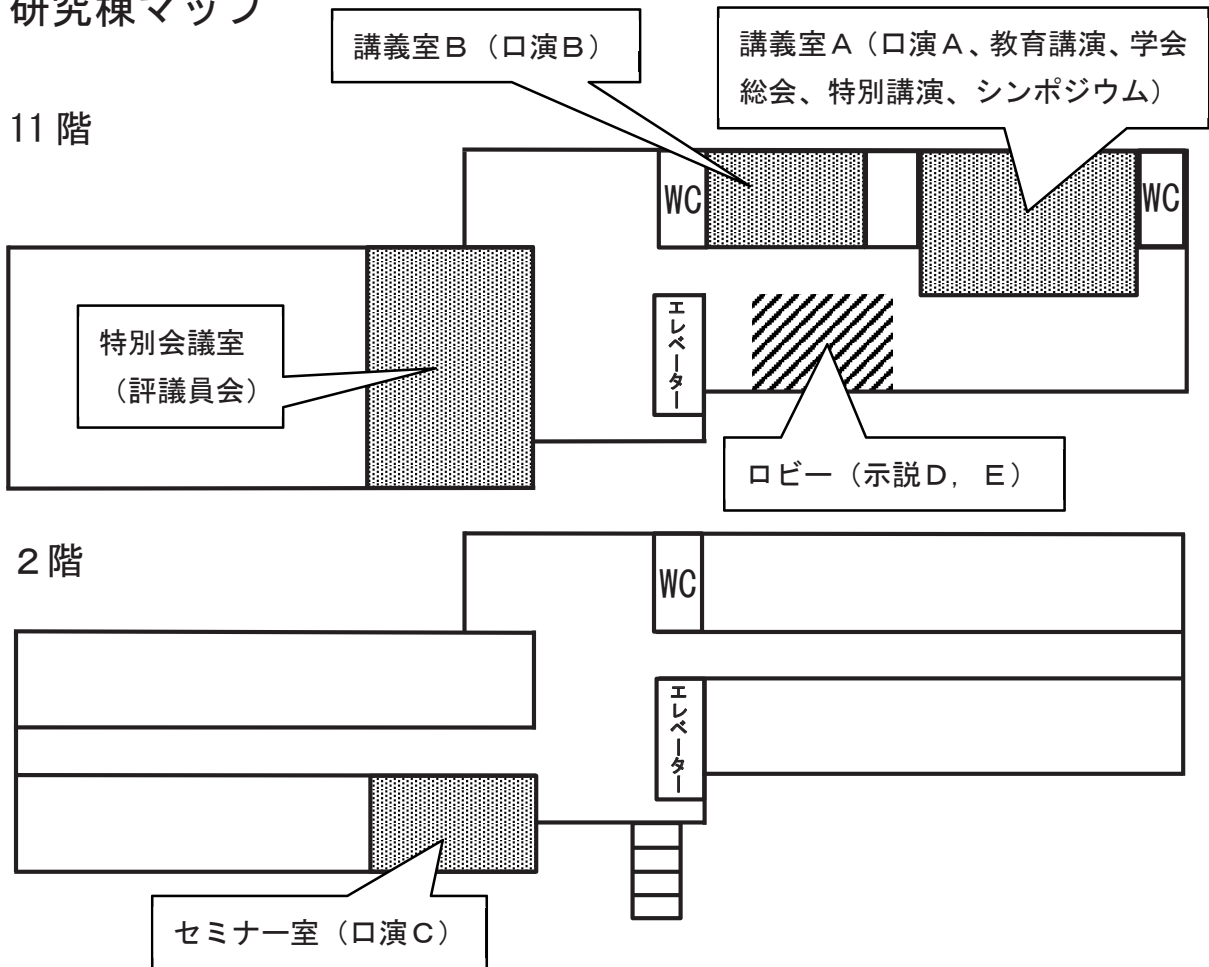 研究棟マップ
講義室B（口演B）
講義室A（口演A、教育講演、学会
総会、特別講演、シンポジウム）
11階
WC
WC
特別会議室
（評議員会）
エレベーター
ロビー（示説D，E）
2階
WC
エレベーター
セミナー室（口演C）